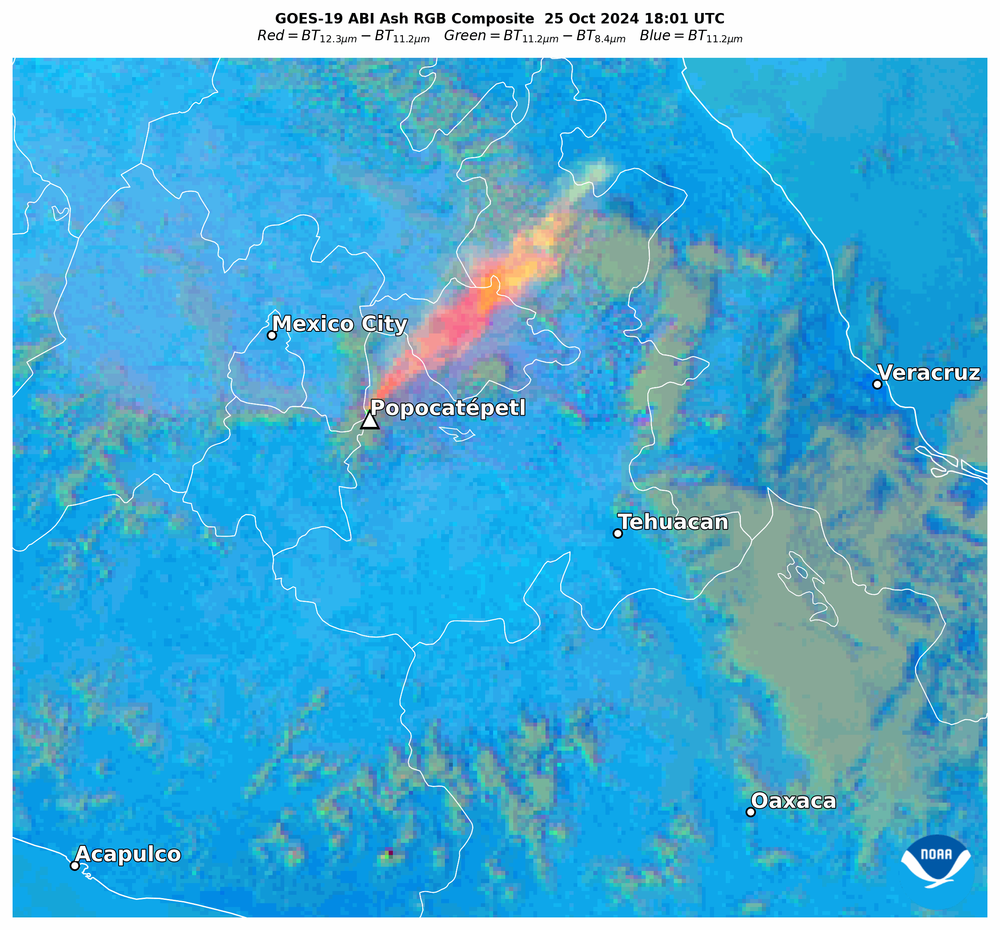 GOES-19 ABI Ash RGB Composite  25 Oct 2024 18:01 UTC
Red = BT12.3μm − BT11.2μm   Green = BT11.2μm − BT8.4μm   Blue = BT11.2μm
Mexico City
Veracruz
Popocatépetl
Tehuacan
Oaxaca
NOAA
Acapulco